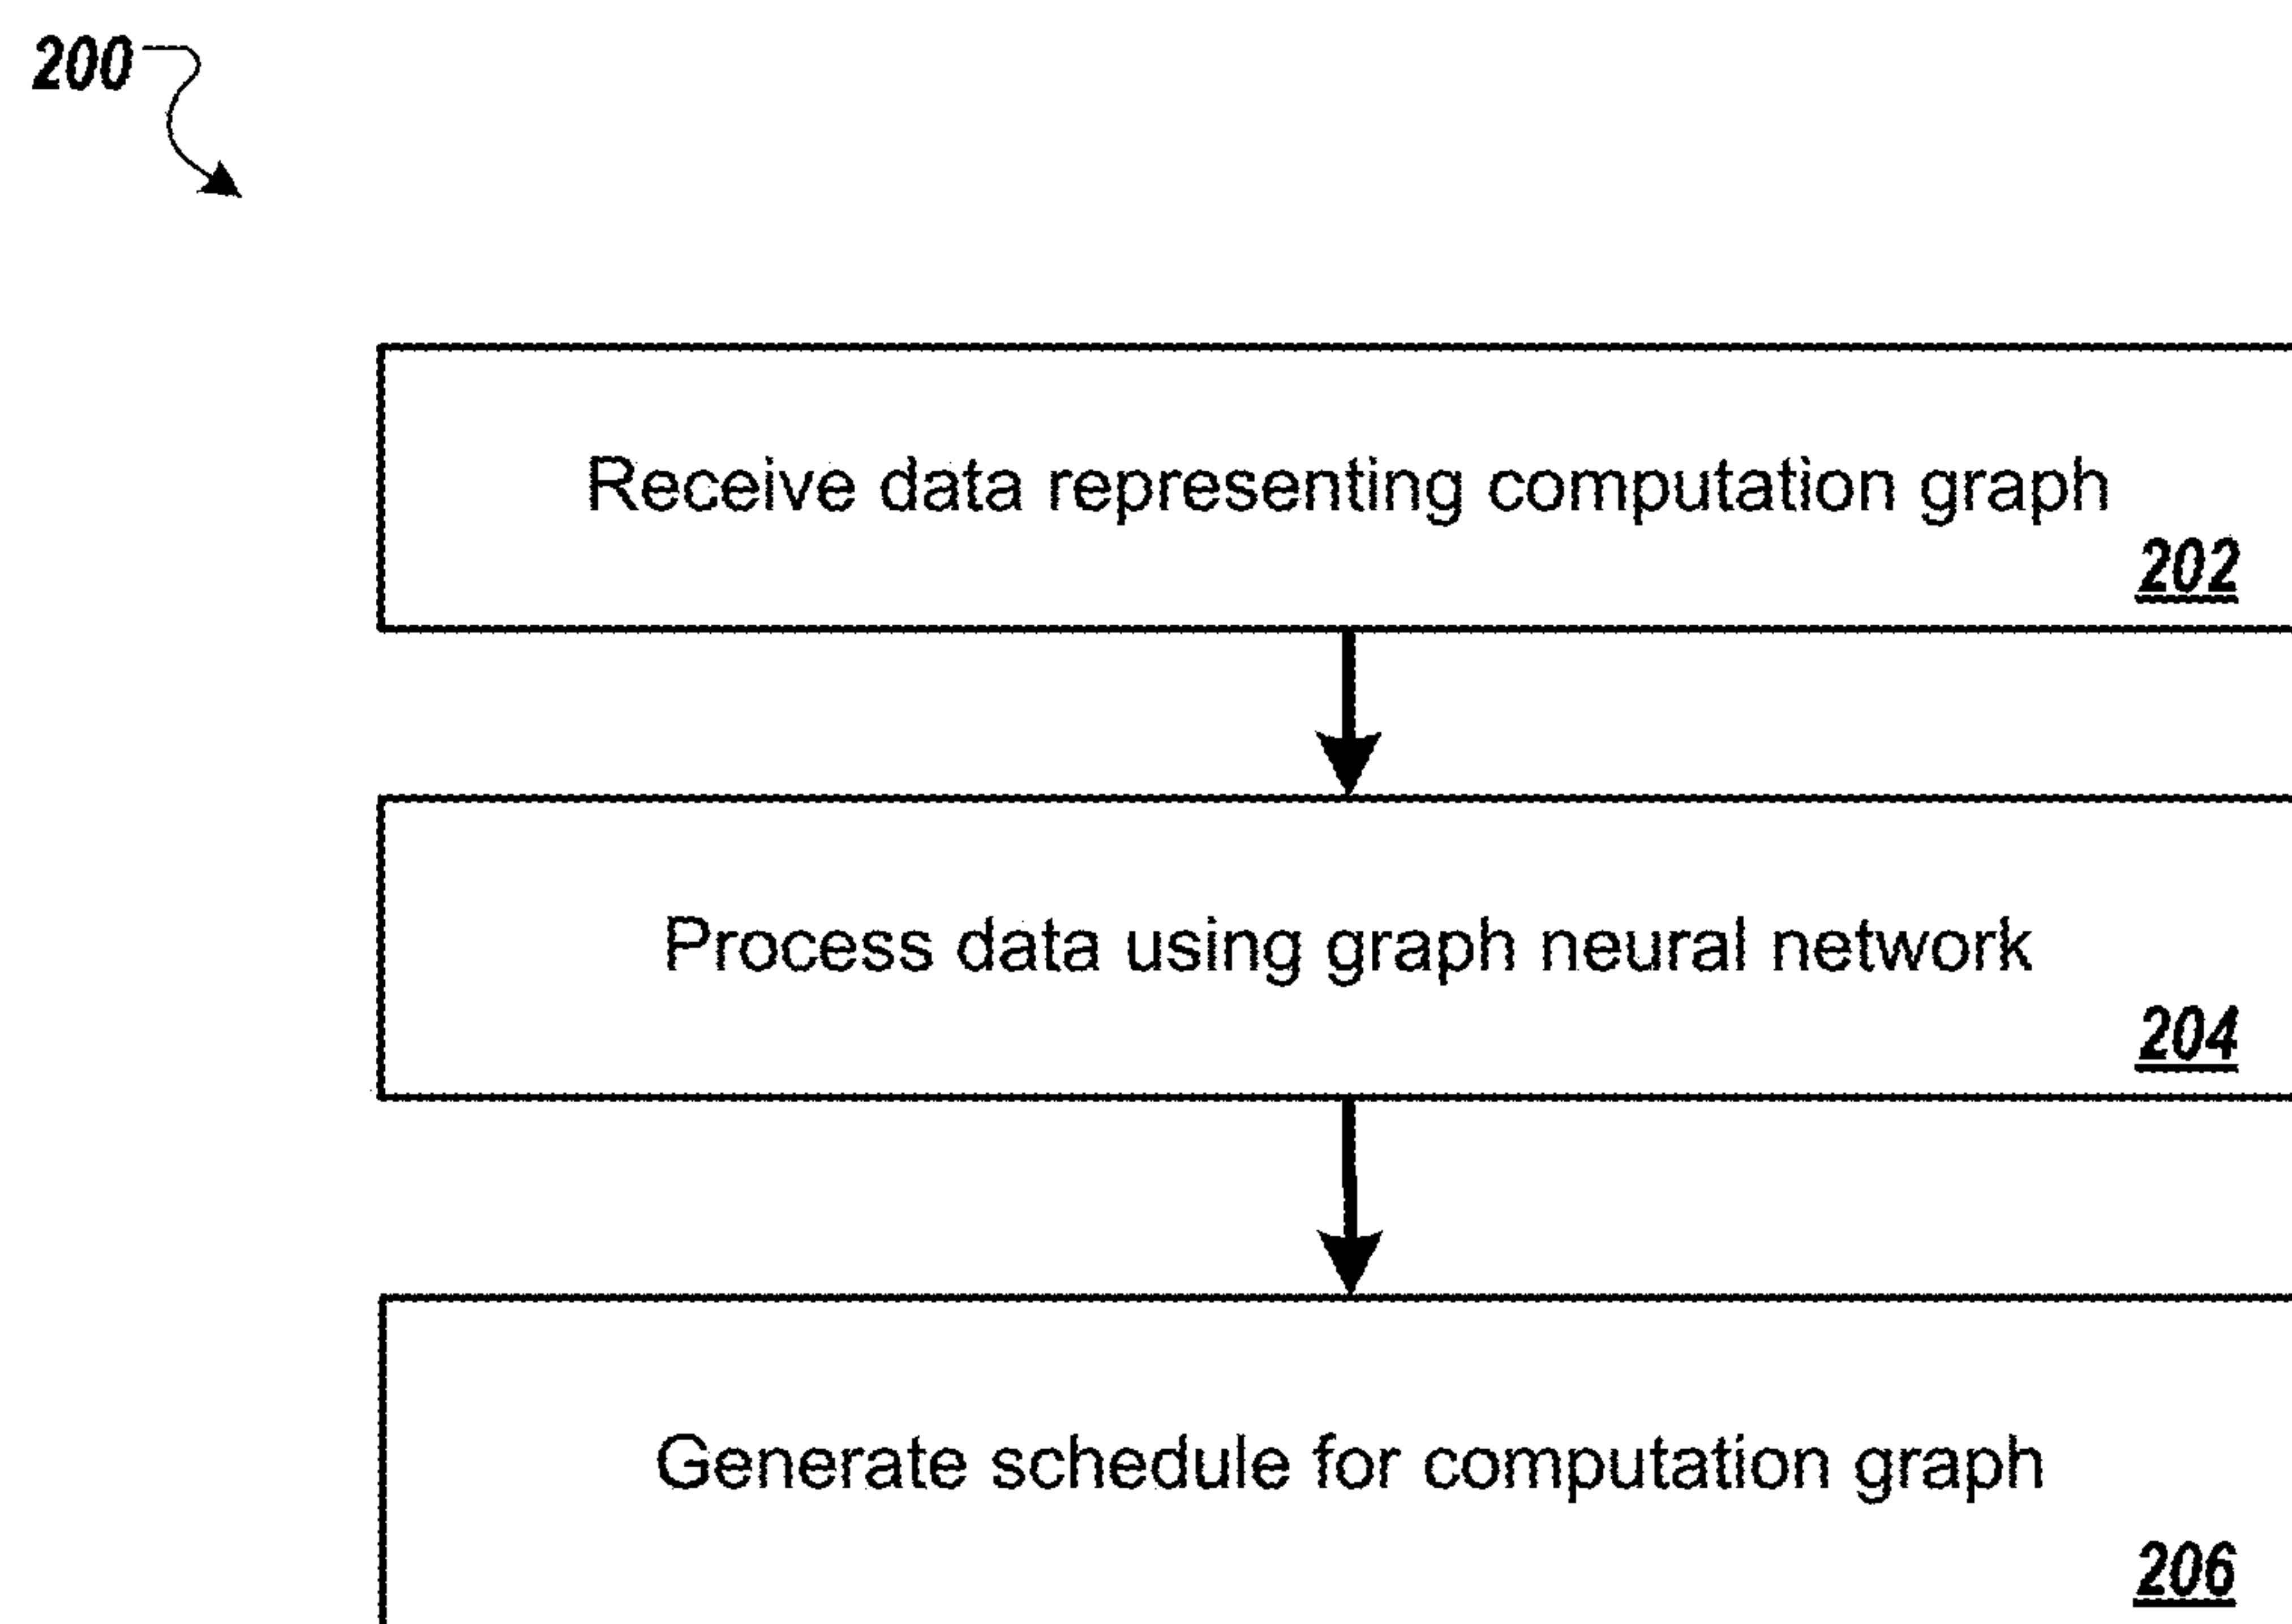 200
Receive data representing computation graph
202
Process data using graph neural network
204
Generate schedule for computation graph
206